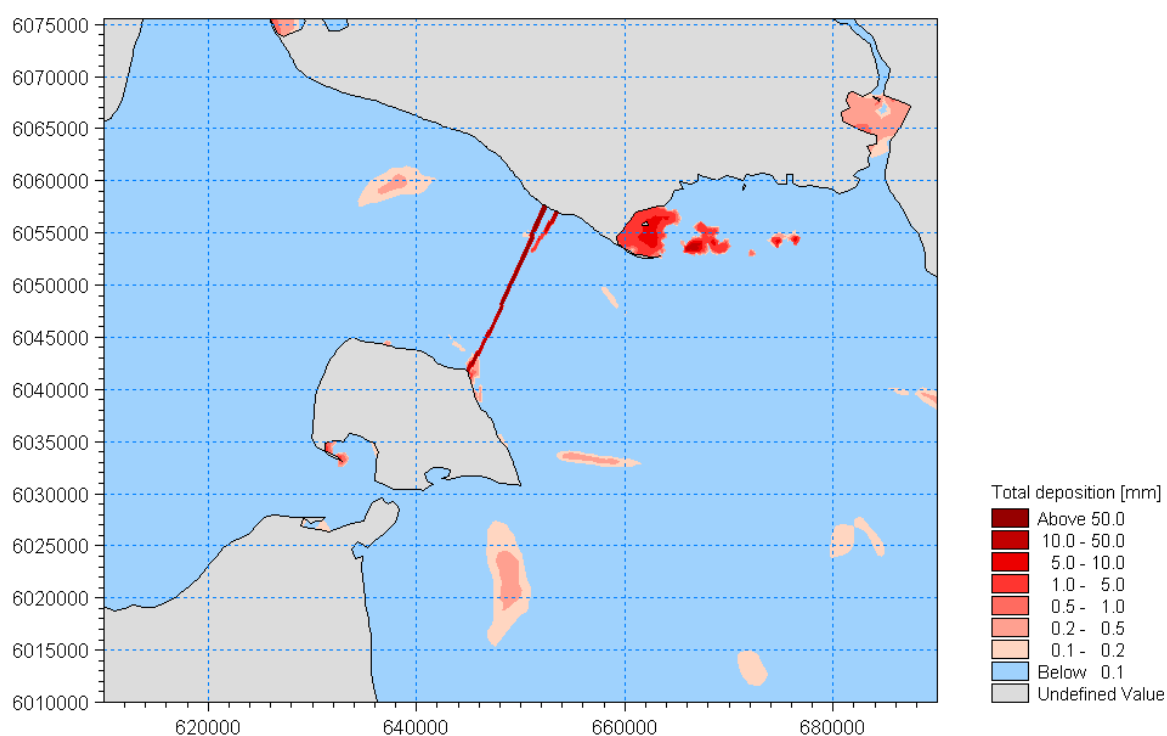 6075000
6070000
6065000
6060000
6055000
6050000
6045000
6040000
6035000
6030000
6025000
6020000
6015000
6010000
620000 640000 660000 680000
Total deposition [mm]
Above 50.0
10.0 - 50.0
5.0 - 10.0
1.0 - 5.0
0.5 - 1.0
0.2 - 0.5
0.1 - 0.2
Below 0.1
Undefined Value